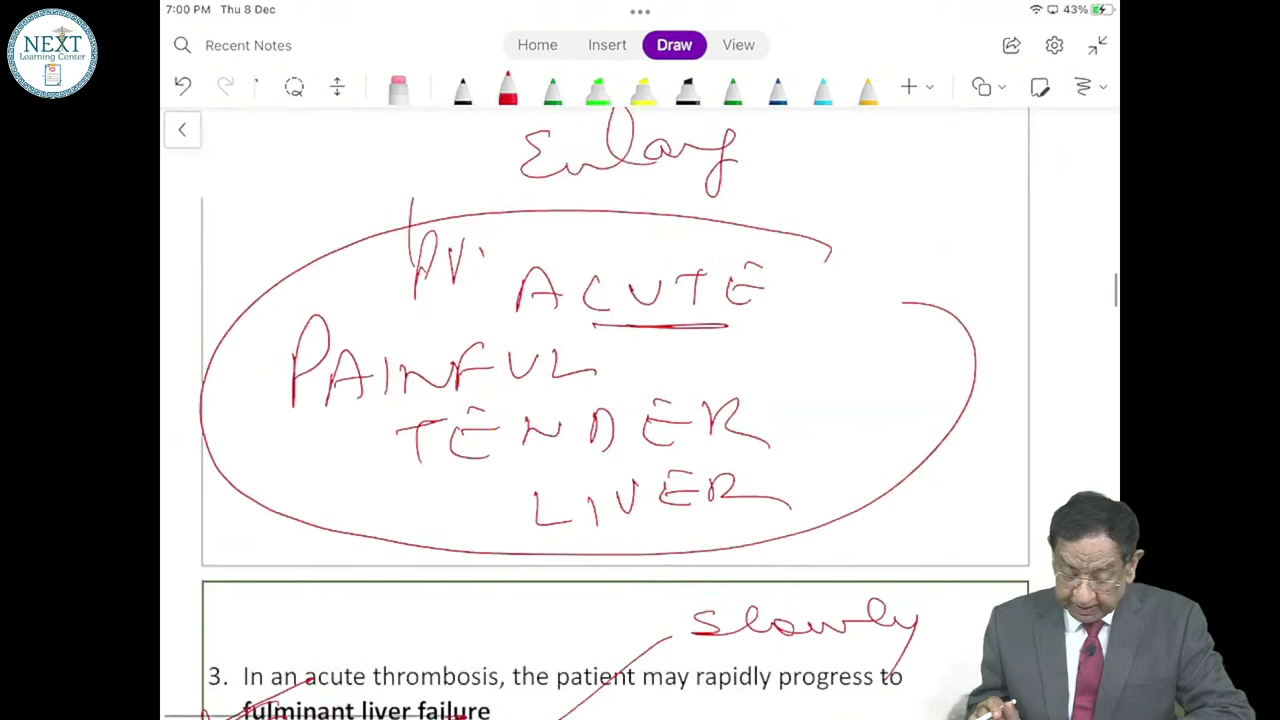 7:00 PM Thu 8 Dec
43%
NEXT
Learning Center
Recent Notes
Home Insert Draw View
Enlarg
ACUTE
PAINFUL
TENDER
LIVER
slowly
3. In an acute thrombosis, the patient may rapidly progress to
fulminant liver failure